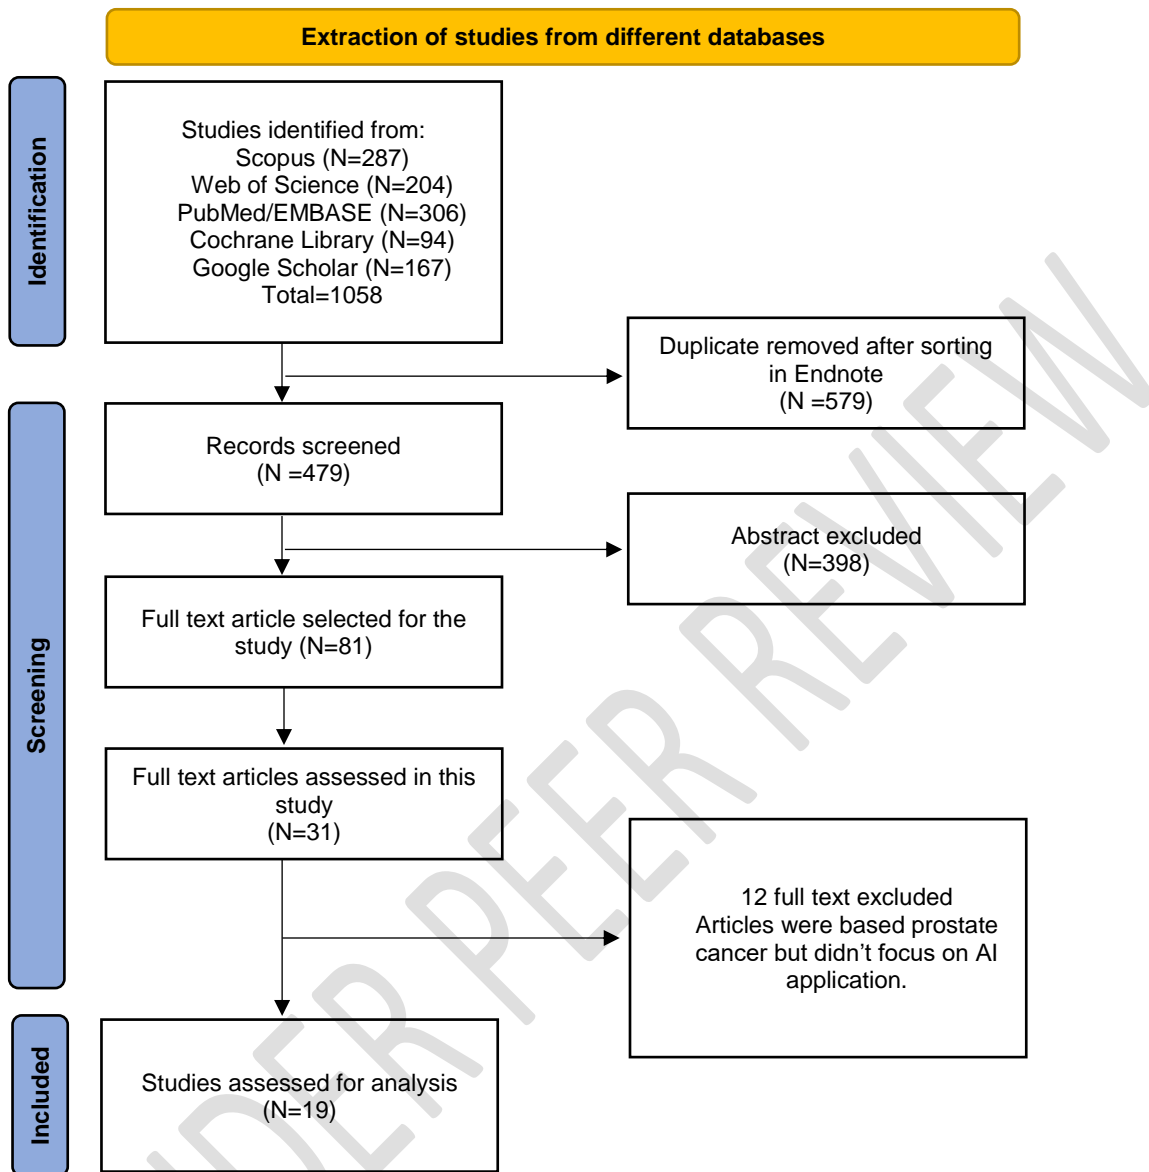 Extraction of studies from different databases
Identification
Studies identified from:
Scopus (N=287)
Web of Science (N=204)
PubMed/EMBASE (N=306)
Cochrane Library (N=94)
Google Scholar (N=167)
Total=1058
Duplicate removed after sorting
in Endnote
(N =579)
Screening
Records screened
(N =479)
Abstract excluded
(N=398)
Full text article selected for the
study (N=81)
Full text articles assessed in this
study
(N=31)
12 full text excluded
Articles were based prostate
cancer but didn’t focus on AI
application.
Included
Studies assessed for analysis
(N=19)
UNDER PEER REVIEW